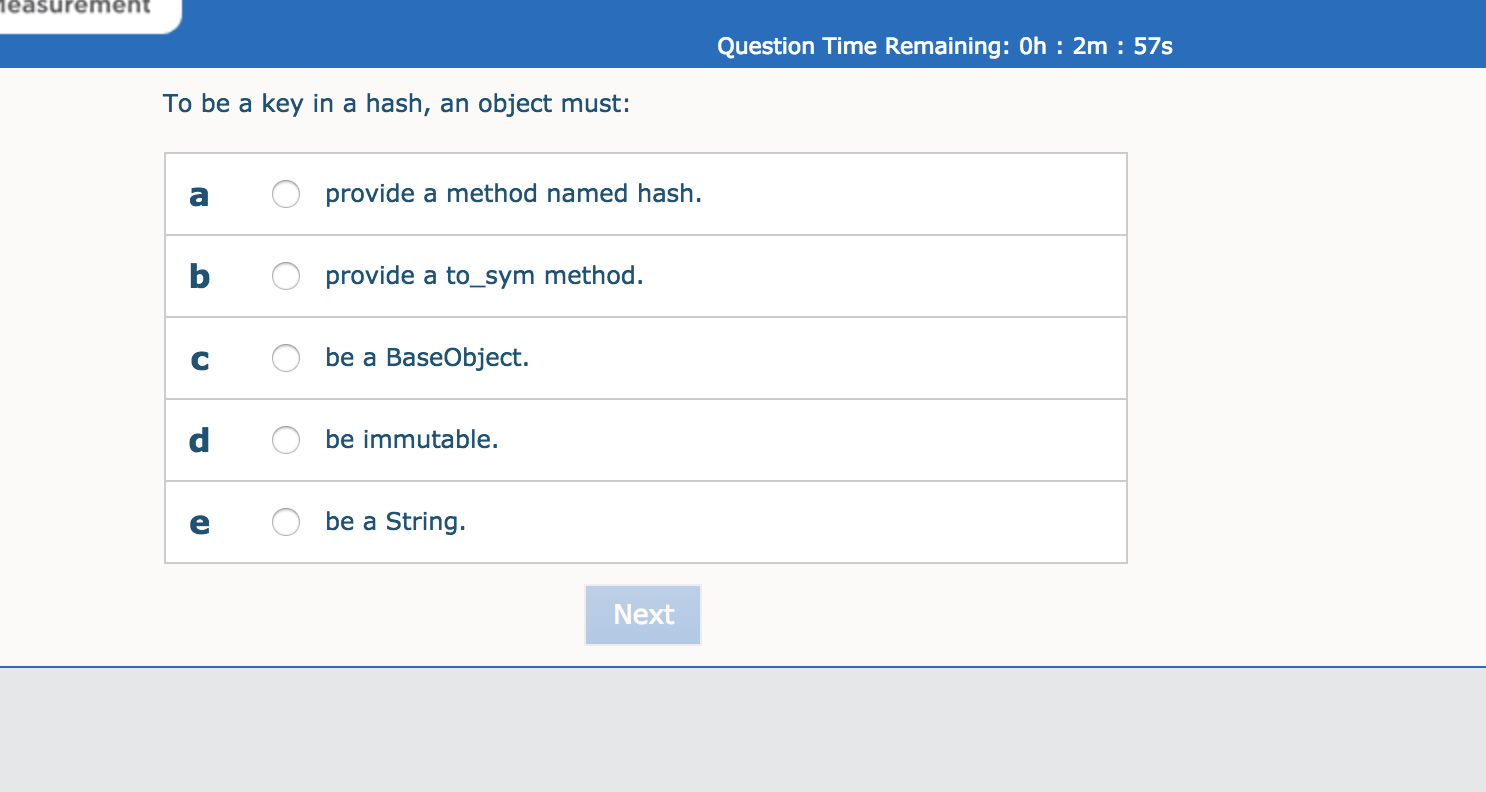 Question Time Remaining: 0h : 2m : 57s
To be a key in a hash, an object must:
a provide a method named hash.
b provide a to_sym method.
c be a BaseObject.
d be immutable.
e be a String.
Next